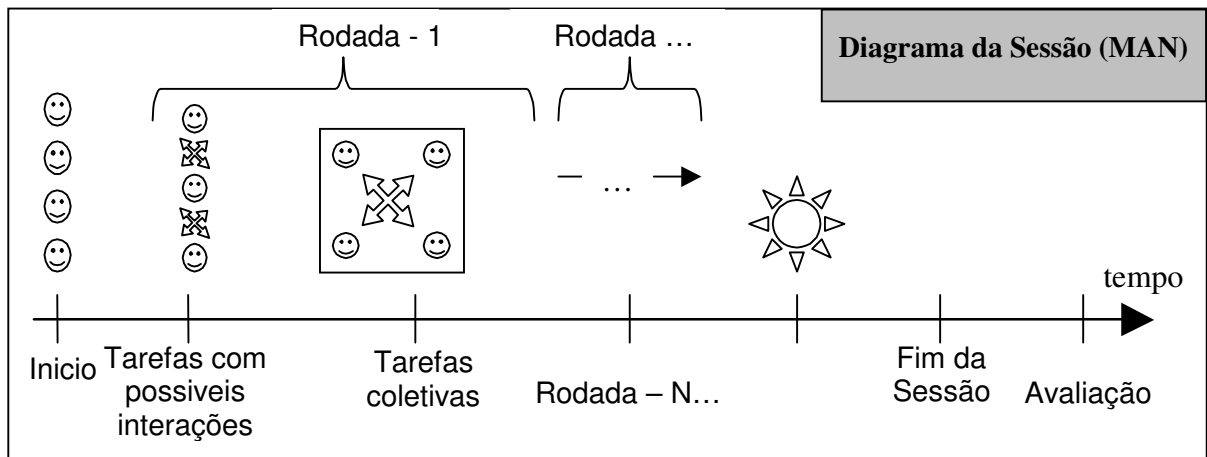 Rodada - 1
Rodada …
Diagrama da Sessão (MAN)
– …
tempo
Inicio
Tarefas com
possiveis
interações
Tarefas
coletivas
Rodada – N…
Fim da
Sessão
Avaliação